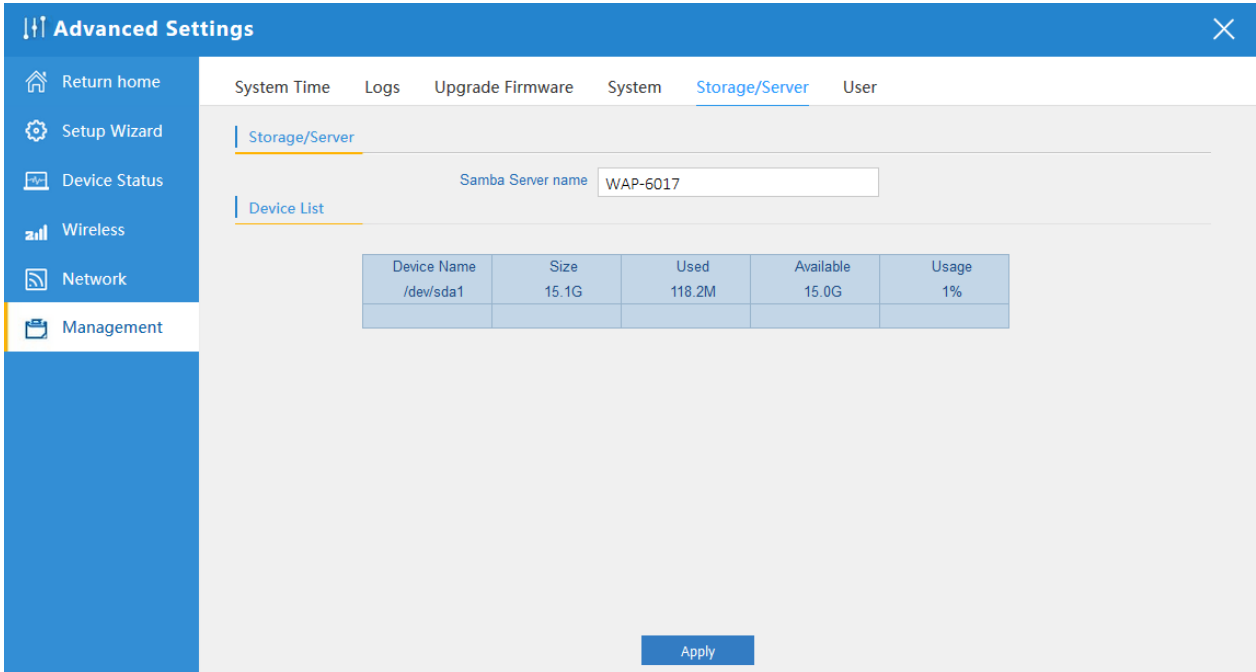 Advanced Settings
Return home
Setup Wizard
Device Status
Wireless
Network
Management
System Time Logs Upgrade Firmware System Storage/Server User
Storage/Server
Samba Server name WAP-6017
Device List
Device Name Size Used Available Usage
/dev/sda1 15.1G 118.2M 15.0G 1%
Apply